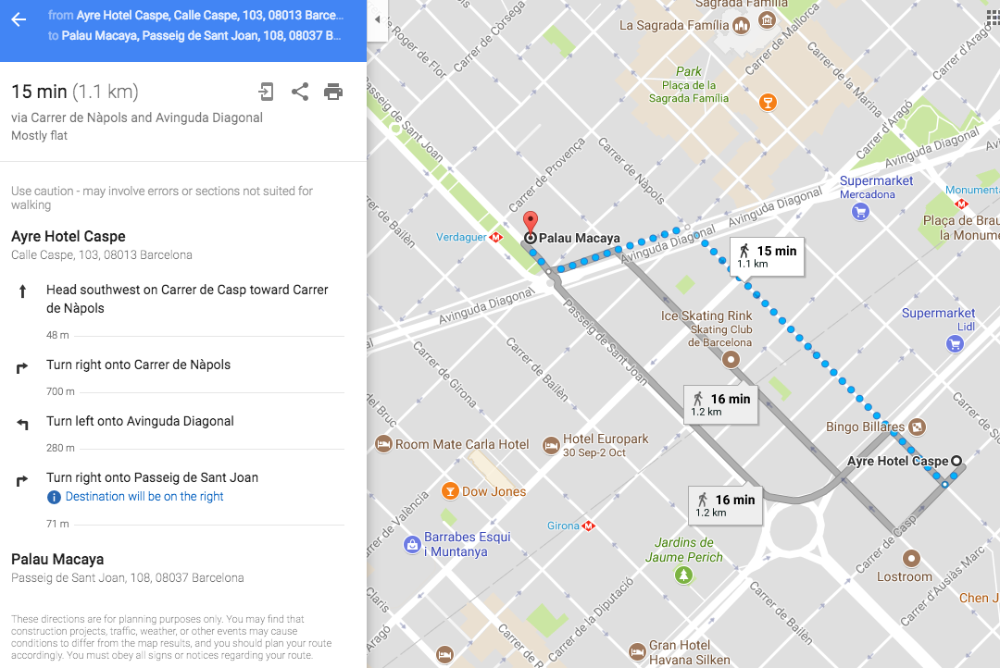 from Ayre Hotel Caspe, Calle Caspe, 103, 08013 Barce...
to Palau Macaya, Passeig de Sant Joan, 108, 08037 B...
15 min (1.1 km)
via Carrer de Nàpols and Avinguda Diagonal
Mostly flat
Use caution - may involve errors or sections not suited for
walking
Ayre Hotel Caspe
Calle Caspe, 103, 08013 Barcelona
Head southwest on Carrer de Casp toward Carrer
de Nàpols
48 m
Turn right onto Carrer de Nàpols
700 m
Turn left onto Avinguda Diagonal
280 m
Turn right onto Passeig de Sant Joan
Destination will be on the right
71 m
Palau Macaya
Passeig de Sant Joan, 108, 08037 Barcelona
These directions are for planning purposes only. You may find that
construction projects, traffic, weather, or other events may cause
conditions to differ from the map results, and you should plan your route
accordingly. You must obey all signs or notices regarding your route.
Sagrada Família
La Sagrada Família
Carrer de Còrsega
Roger de Flor
Carrer de Mallorca
Carrer d'Aragó
Carrer de la Marina
Park
Plaça de la
Sagrada Família
Passeig de Sant Joan
Carrer de Provença
Carrer de Nàpols
Carrer d'Aragó
Avinguda Diagonal
Supermarket
Mercadona
Monumenta
Plaça de Brau
la Monume
rrer de Bailèn
Verdaguer
Palau Macaya
Avinguda Diagonal
Avinguda Diagonal
15 min
1.1 km
Avinguda Diagonal
Passeig de Sant Joan
Ice Skating Rink
Skating Club
de Barcelona
Supermarket
Lidl
Carrer de Girona
Carrer de Bailèn
16 min
1.2 km
del Bruc
Carrer de S
Bingo Billares
Room Mate Carla Hotel
Hotel Europark
30 Sep-2 Oct
Ayre Hotel Caspe
Dow Jones
16 min
1.2 km
arrer de València
Girona
Barrabes Esquí
i Muntanya
Jardins de
Jaume Perich
Carrer de Casp
Lostroom
Carrer d'Ausiàs Marc
Chen J
Claris
Carrer de Bailèn
Carrer de la Diputació
Aragó
Gran Hotel
Havana Silken